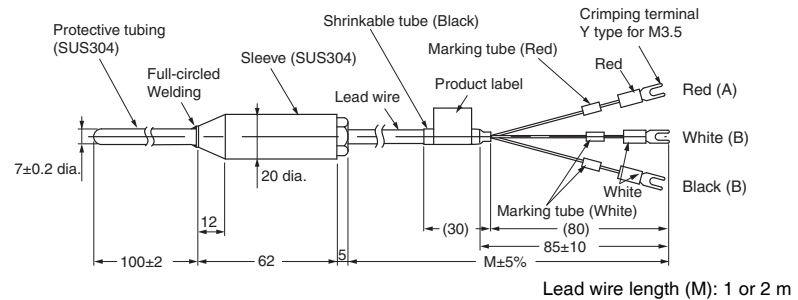 Protective tubing
(SUS304)
Full-circled
Welding
Sleeve (SUS304)
Shrinkable tube (Black)
Lead wire
Product label
Marking tube (Red)
Red
Crimping terminal
Y type for M3.5
Red (A)
White (B)
Black (B)
White
Marking tube (White)
7±0.2 dia.
20 dia.
12
(30)
(80)
85±10
100±2
62
5
M±5%
Lead wire length (M): 1 or 2 m